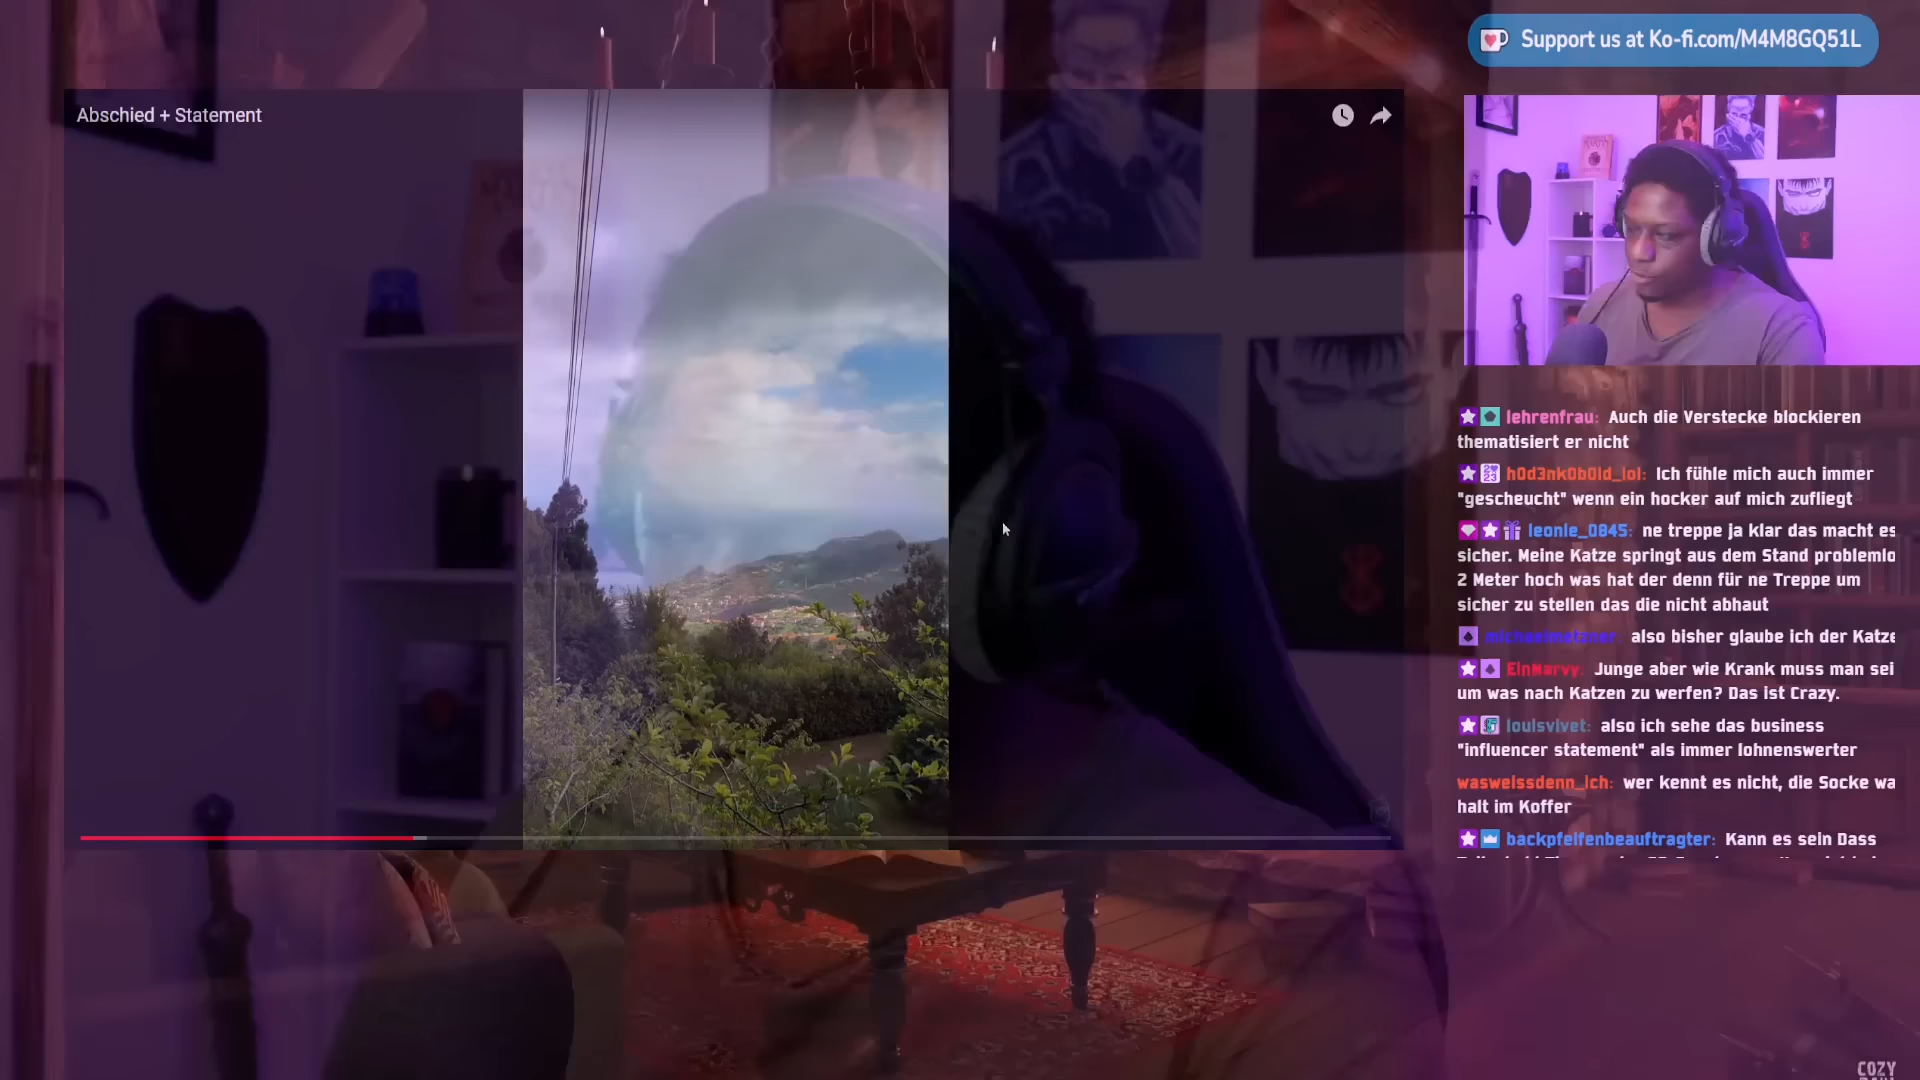 Support us at Ko-fi.com/M4M8GQ51L
Abschied + Statement
lehrenfrau: Auch die Verstecke blockieren
thematisiert er nicht
h0d3nk0b0ld_lol: Ich fühle mich auch immer
"gescheucht" wenn ein hocker auf mich zufliegt
leonie_0845: ne treppe ja klar das macht es
sicher. Meine Katze springt aus dem Stand problemlo
2 Meter hoch was hat der denn für ne Treppe um
sicher zu stellen das die nicht abhaut
also bisher glaube ich der Katze
EinMarvy: Junge aber wie Krank muss man sei
um was nach Katzen zu werfen? Das ist Crazy.
louisvivet: also ich sehe das business
"influencer statement" als immer lohnenswerter
wasweissdenn_ich: wer kennt es nicht, die Socke wa
halt im Koffer
backpfeifenbeauftragter: Kann es sein Dass
COZY